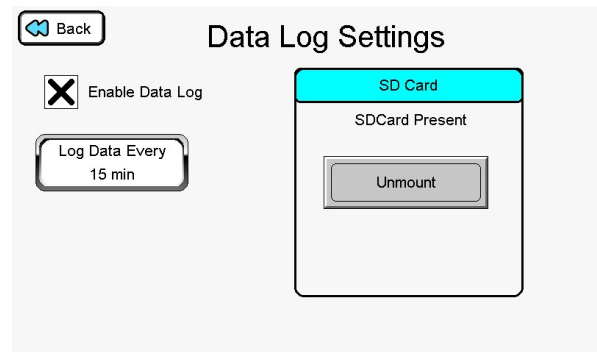 Back
Data Log Settings
Enable Data Log
Log Data Every
15 min
SD Card
SDCard Present
Unmount